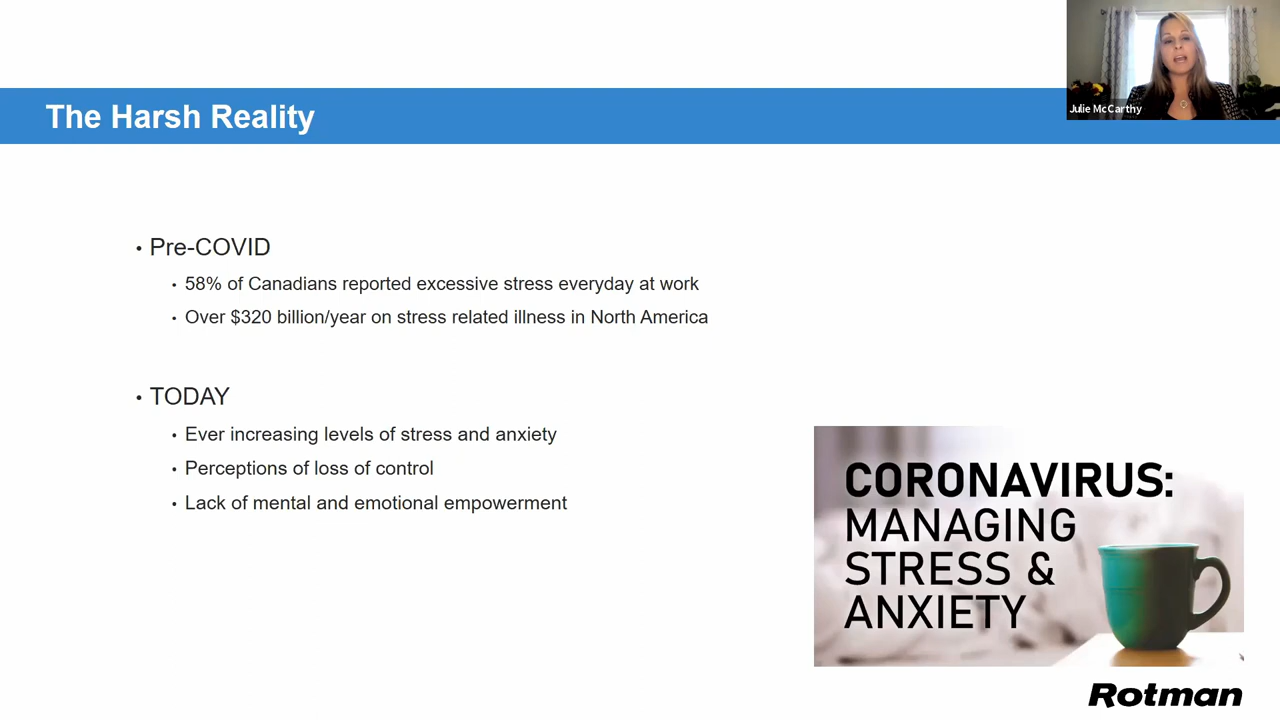 The Harsh Reality
Julie McCarthy
• Pre-COVID
• 58% of Canadians reported excessive stress everyday at work
• Over $320 billion/year on stress related illness in North America
• TODAY
• Ever increasing levels of stress and anxiety
• Perceptions of loss of control
• Lack of mental and emotional empowerment
CORONAVIRUS:
MANAGING
STRESS &
ANXIETY
Rotman